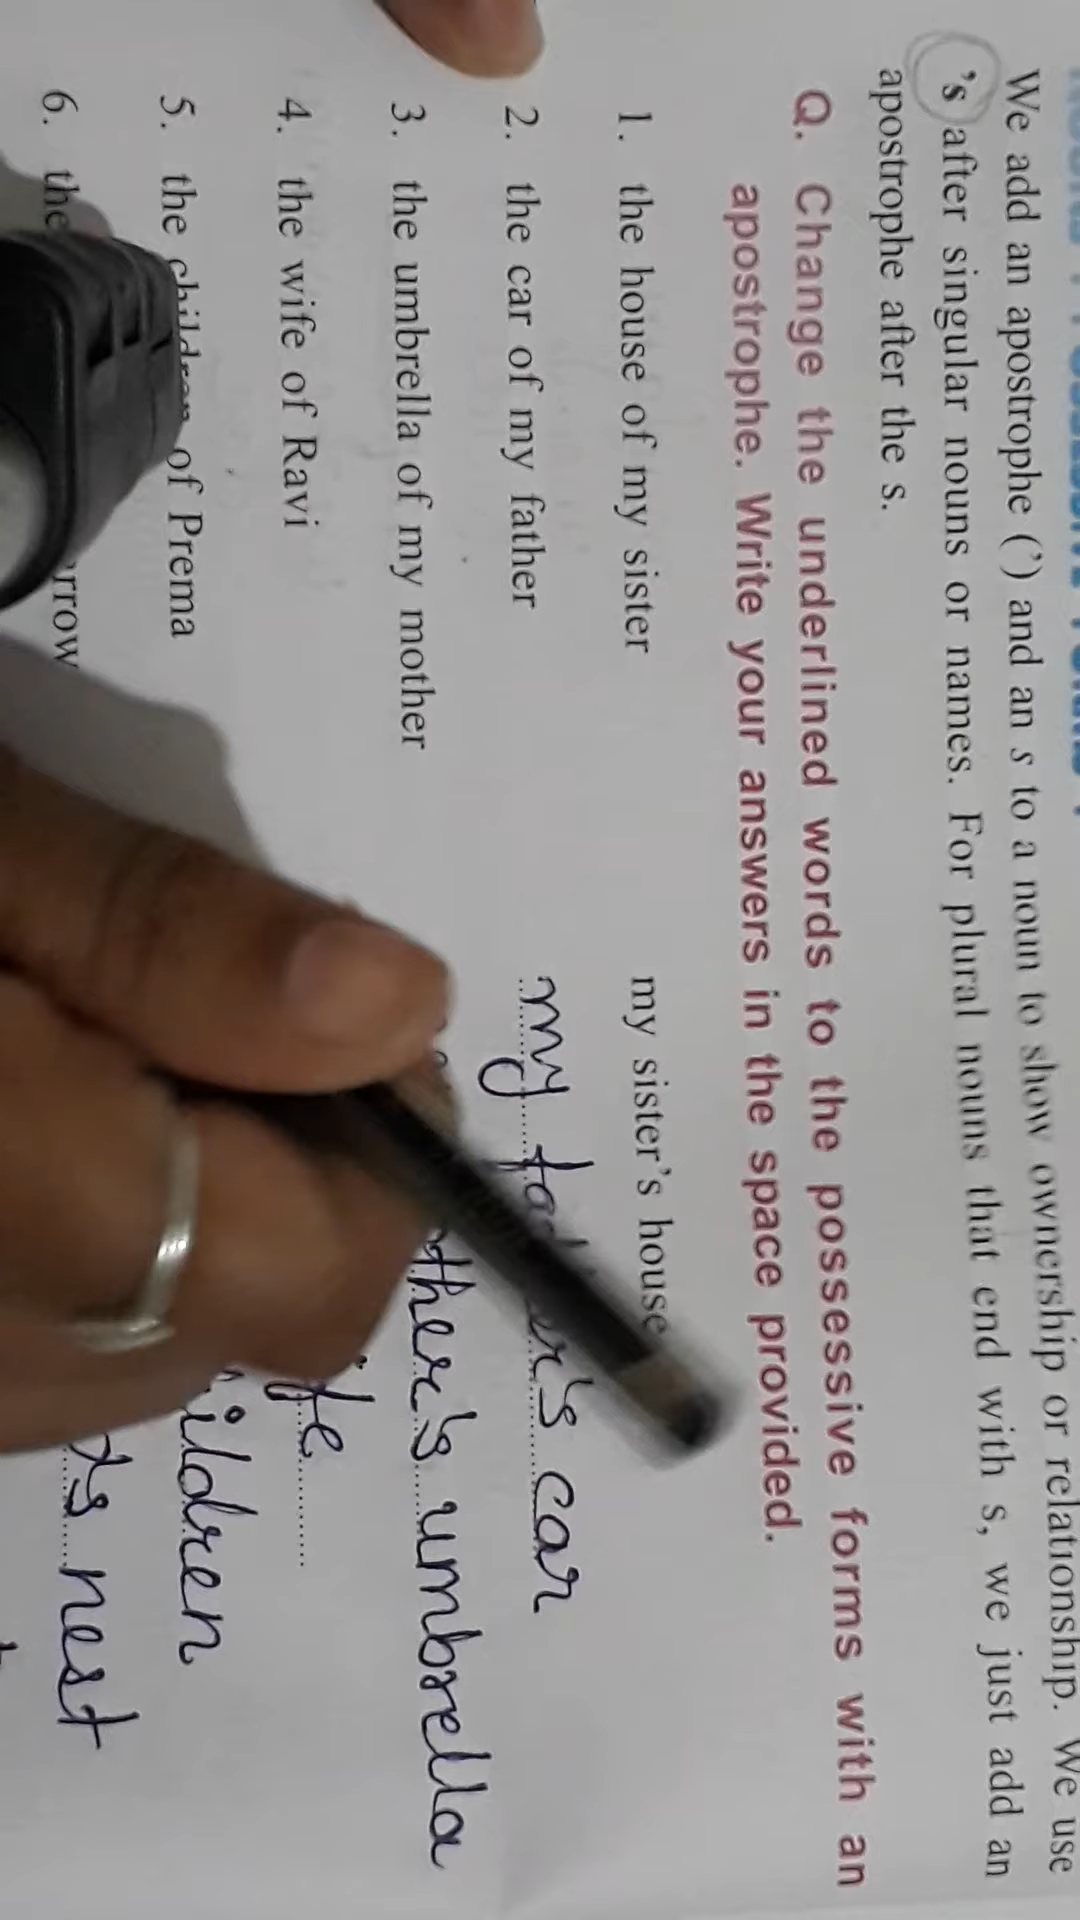 We add an apostrophe (’) and an s to a noun to show ownership or relationship. We use
’s after singular nouns or names. For plural nouns that end with s, we just add an
apostrophe after the s.
Q. Change the underlined words to the possessive forms with an
apostrophe. Write your answers in the space provided.
1. the house of my sister my sister’s house
2. the car of my father my car
3. the umbrella of my mother umbrella
4. the wife of Ravi
5. the children of Prema
6. the nest